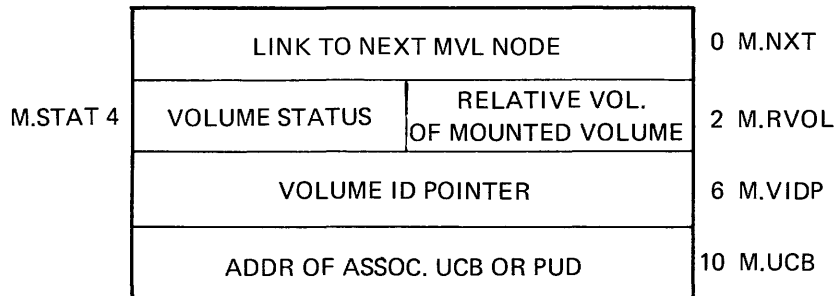 LINK TO NEXT MVL NODE 0 M.NXT
M.STAT 4 VOLUME STATUS RELATIVE VOL. OF MOUNTED VOLUME 2 M.RVOL
VOLUME ID POINTER 6 M.VIDP
ADDR OF ASSOC. UCB OR PUD 10 M.UCB